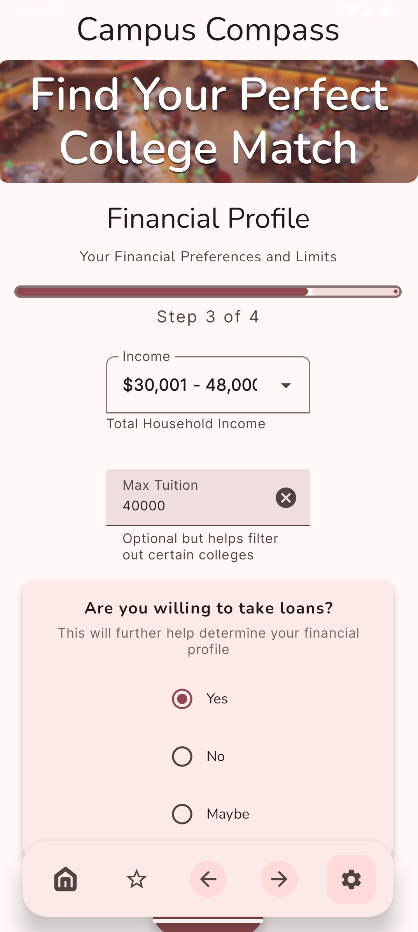 8:56
Campus Compass
Find Your Perfect
College Match
Financial Profile
Your Financial Preferences and Limits
Step 3 of 4
Income
$30,001 - 48,000
Total Household Income
Max Tuition
40000
Optional but helps filter
out certain colleges
Are you willing to take loans?
This will further help determine your financial
profile
Yes
No
Maybe